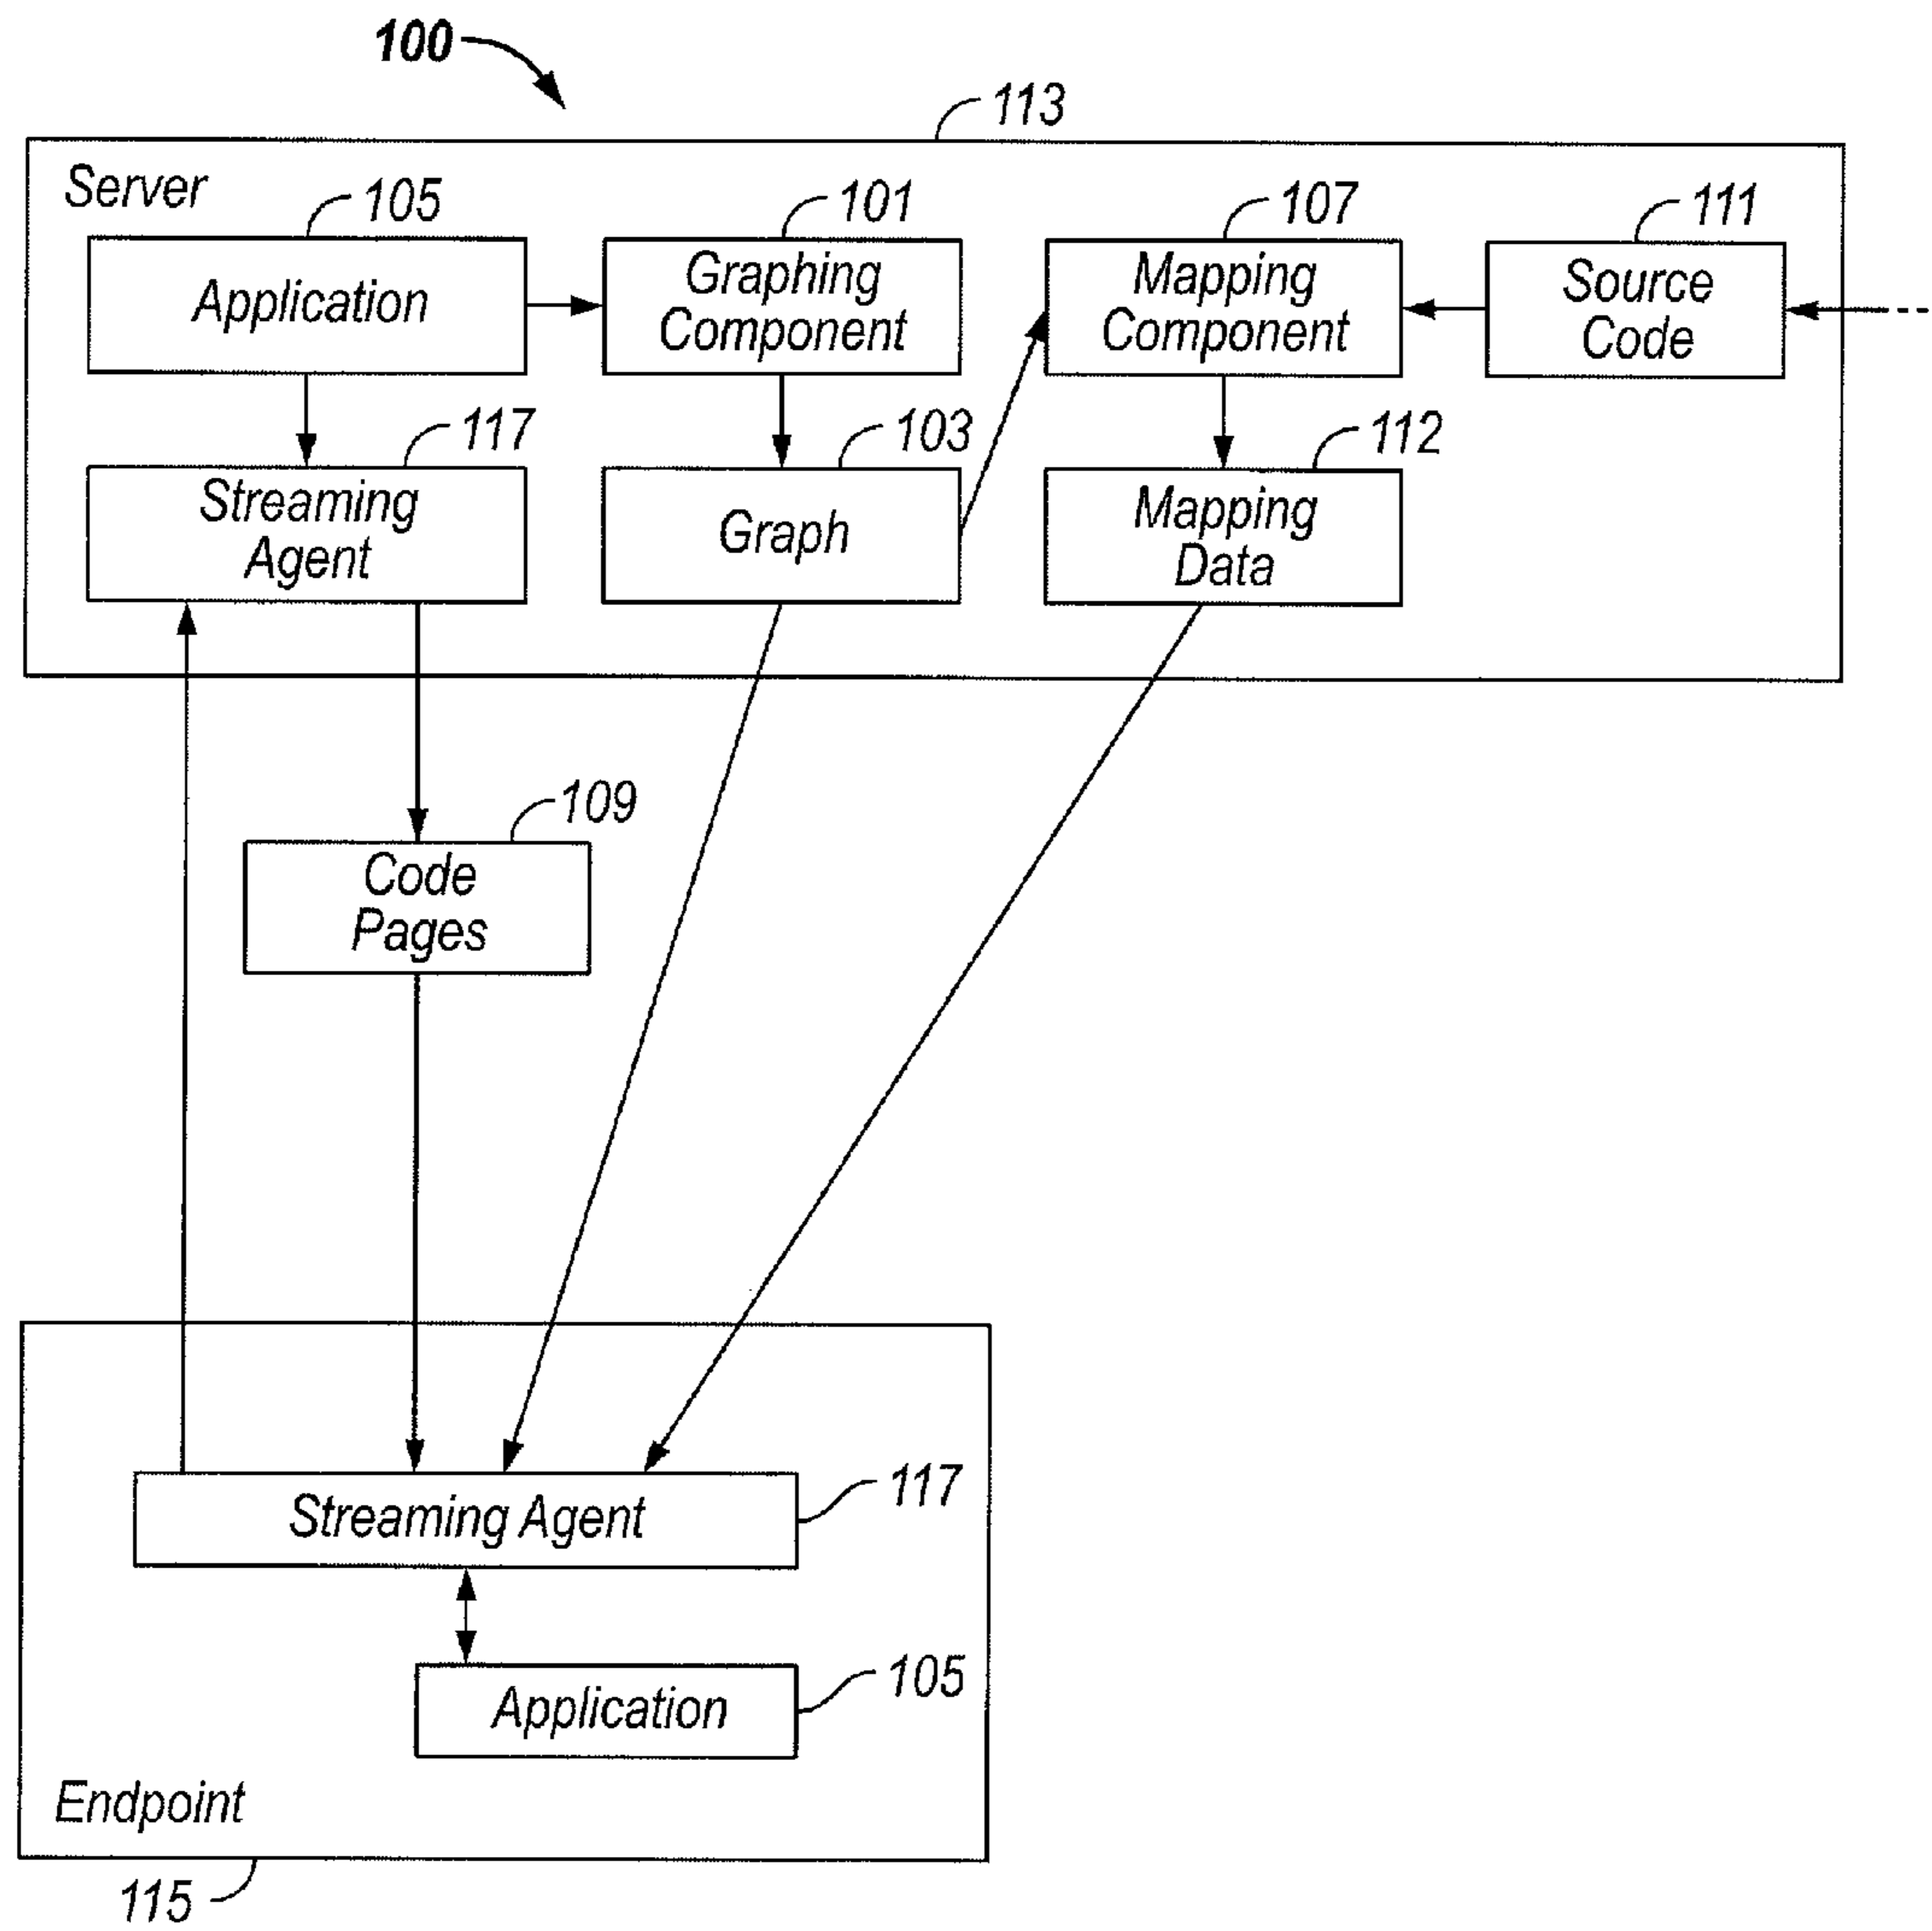 100
113
Server
105
101
107
111
Application
Graphing
Component
Mapping
Component
Source
Code
117
103
112
Streaming
Agent
Graph
Mapping
Data
109
Code
Pages
Streaming Agent
117
Application
105
Endpoint
115